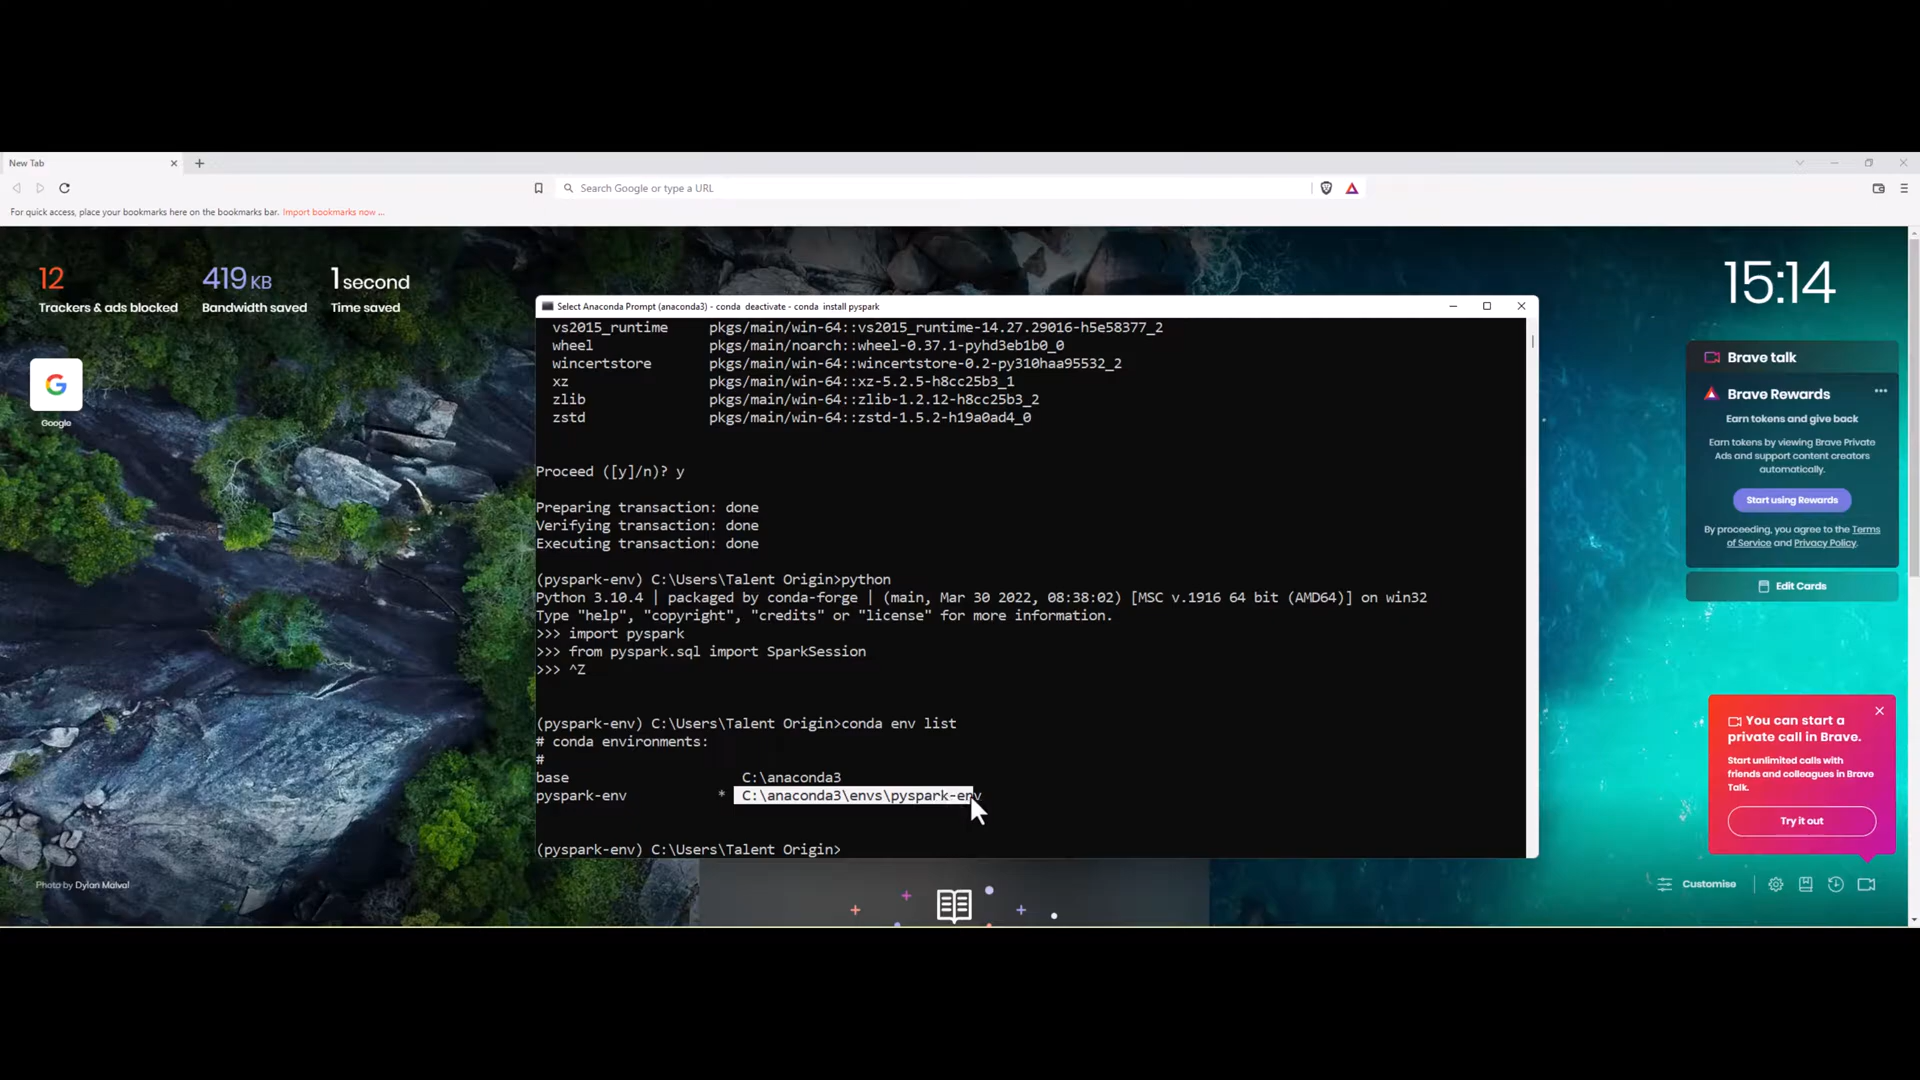 New Tab
Search Google or type a URL
For quick access, place your bookmarks here on the bookmarks bar. Import bookmarks now ...
12
Trackers & ads blocked
419 KB
Bandwidth saved
1 second
Time saved
15:14
Google
Select Anaconda Prompt (anaconda3) - conda  deactivate - conda  install pyspark
vs2015_runtime     pkgs/main/win-64::vs2015_runtime-14.27.29016-h5e58377_2
wheel              pkgs/main/noarch::wheel-0.37.1-pyhd3eb1b0_0
wincertstore       pkgs/main/win-64::wincertstore-0.2-py310haa95532_2
xz                 pkgs/main/win-64::xz-5.2.5-h8cc25b3_1
zlib               pkgs/main/win-64::zlib-1.2.12-h8cc25b3_2
zstd               pkgs/main/win-64::zstd-1.5.2-h19a0ad4_0
Proceed ([y]/n)? y
Preparing transaction: done
Verifying transaction: done
Executing transaction: done
(pyspark-env) C:\Users\Talent Origin>python
Python 3.10.4 | packaged by conda-forge | (main, Mar 30 2022, 08:38:02) [MSC v.1916 64 bit (AMD64)] on win32
Type "help", "copyright", "credits" or "license" for more information.
>>> import pyspark
>>> from pyspark.sql import SparkSession
>>> ^Z
(pyspark-env) C:\Users\Talent Origin>conda env list
# conda environments:
#
base                     C:\anaconda3
pyspark-env           *  C:\anaconda3\envs\pyspark-env
(pyspark-env) C:\Users\Talent Origin>
Brave talk
Brave Rewards
Earn tokens and give back
Earn tokens by viewing Brave Private
Ads and support content creators
automatically.
Start using Rewards
By proceeding, you agree to the Terms
of Service and Privacy Policy.
Edit Cards
You can start a
private call in Brave.
Start unlimited calls with
friends and colleagues in Brave
Talk.
Try it out
Photo by Dylan Malval
Customise